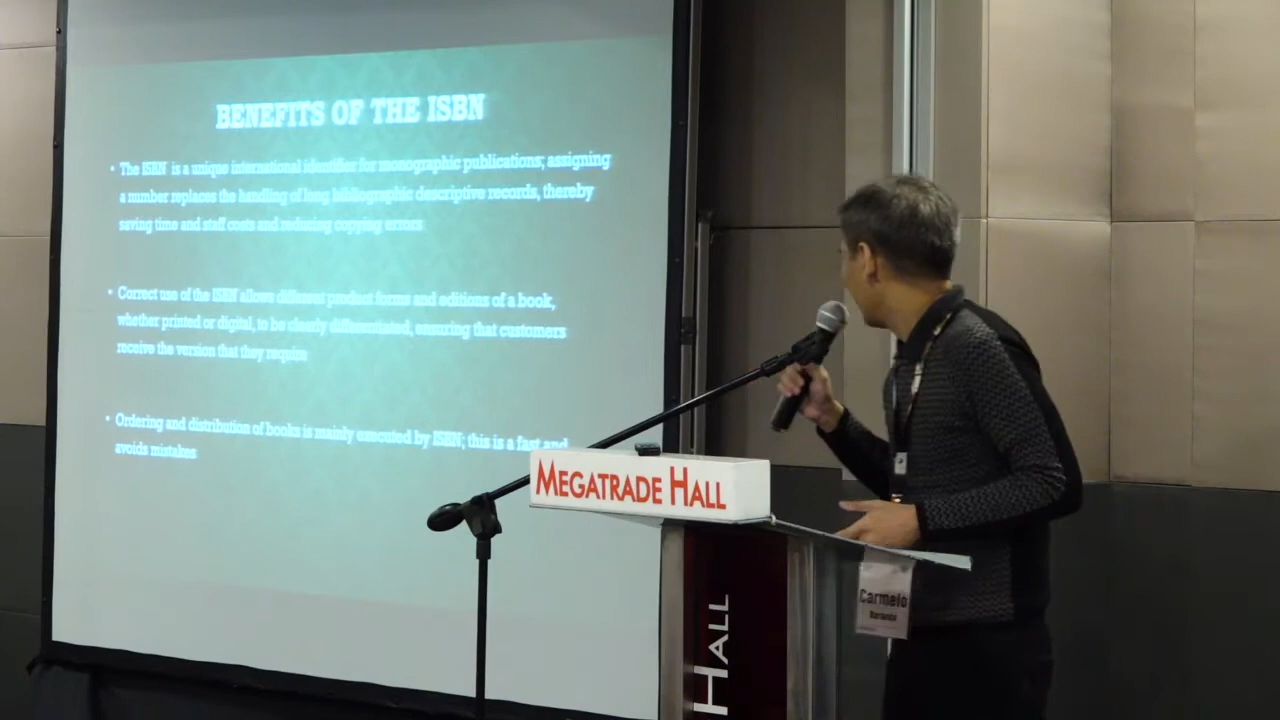 BENEFITS OF THE ISBN
• The ISBN is a unique international identifier for monographic publications; assigning
a number replaces the handling of long bibliographic descriptive records, thereby
saving time and staff costs and reducing copying errors
• Correct use of the ISBN allows different product forms and editions of a book,
whether printed or digital, to be clearly differentiated, ensuring that customers
receive the version that they require
• Ordering and distribution of books is mainly executed by ISBN; this is a fast and
avoids mistakes
MEGATRADE HALL
HALL
Carmelo